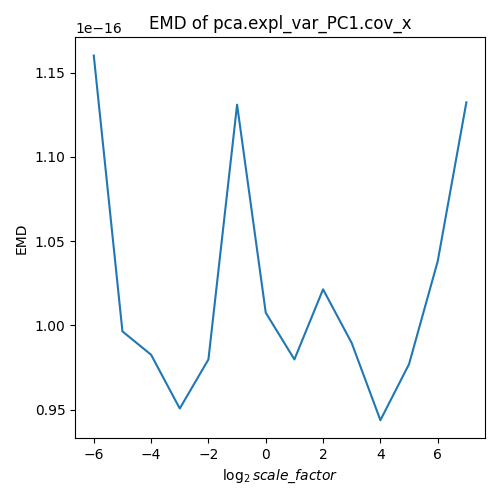 EMD of pca.expl_var_PC1.cov_x
1e−16
1.15
1.10
1.05
1.00
0.95
EMD
−6 −4 −2 0 2 4 6
log₂ scale_factor